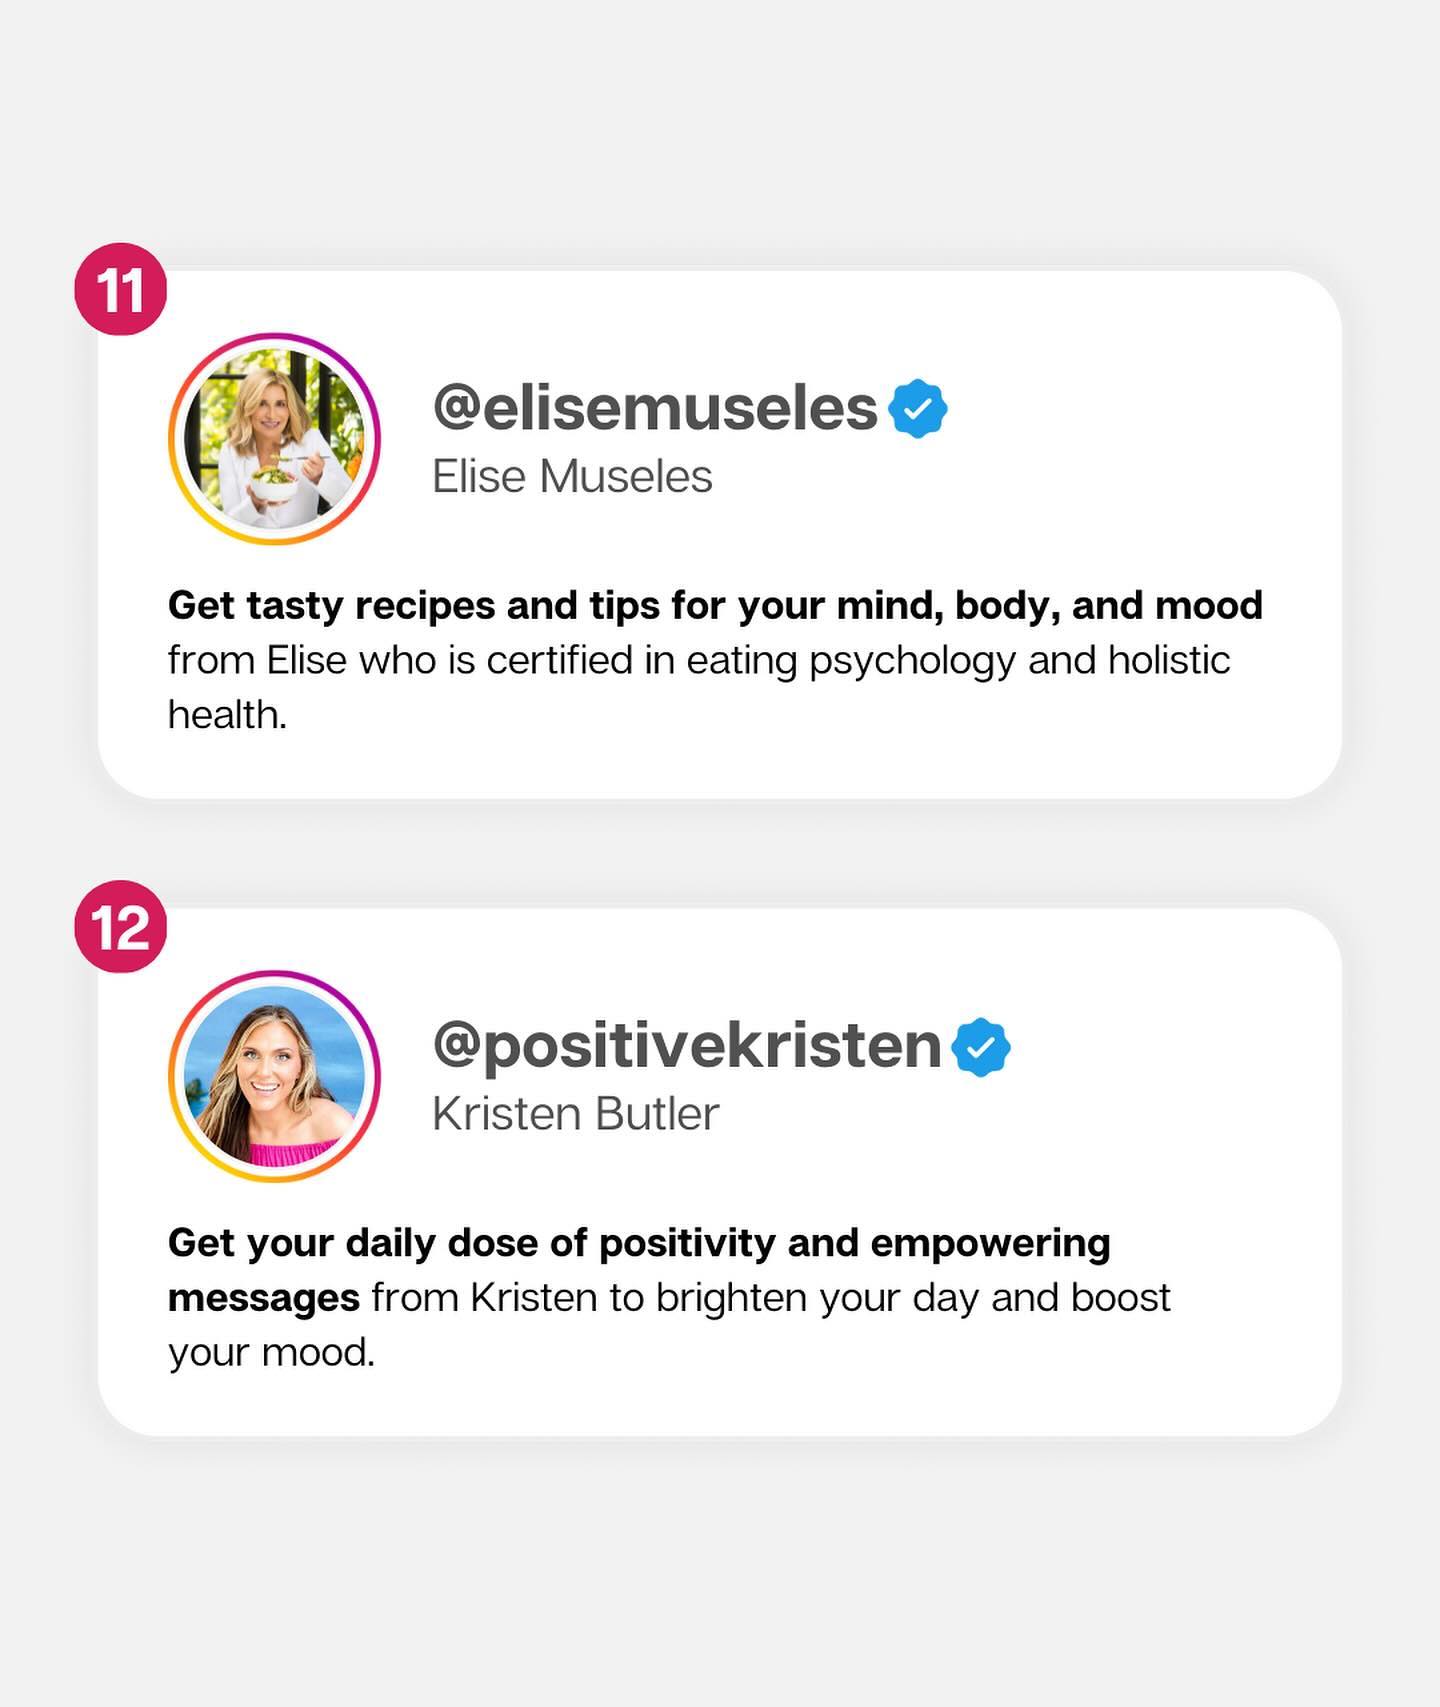 11
@elisemuseles
Elise Museles
Get tasty recipes and tips for your mind, body, and mood
from Elise who is certified in eating psychology and holistic
health.
12
@positivekristen
Kristen Butler
Get your daily dose of positivity and empowering
messages from Kristen to brighten your day and boost
your mood.